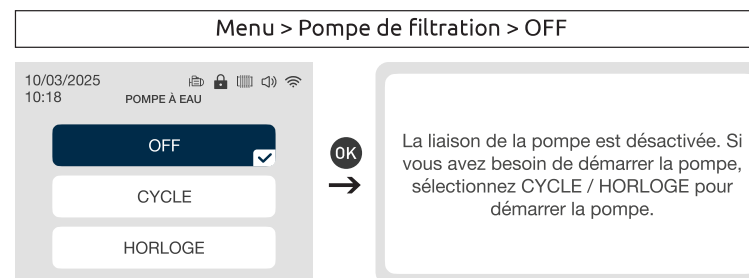 Menu > Pompe de filtration > OFF
10/03/2025
10:18
POMPE À EAU
OFF
CYCLE
HORLOGE
OK
La liaison de la pompe est désactivée. Si
vous avez besoin de démarrer la pompe,
sélectionnez CYCLE / HORLOGE pour
démarrer la pompe.